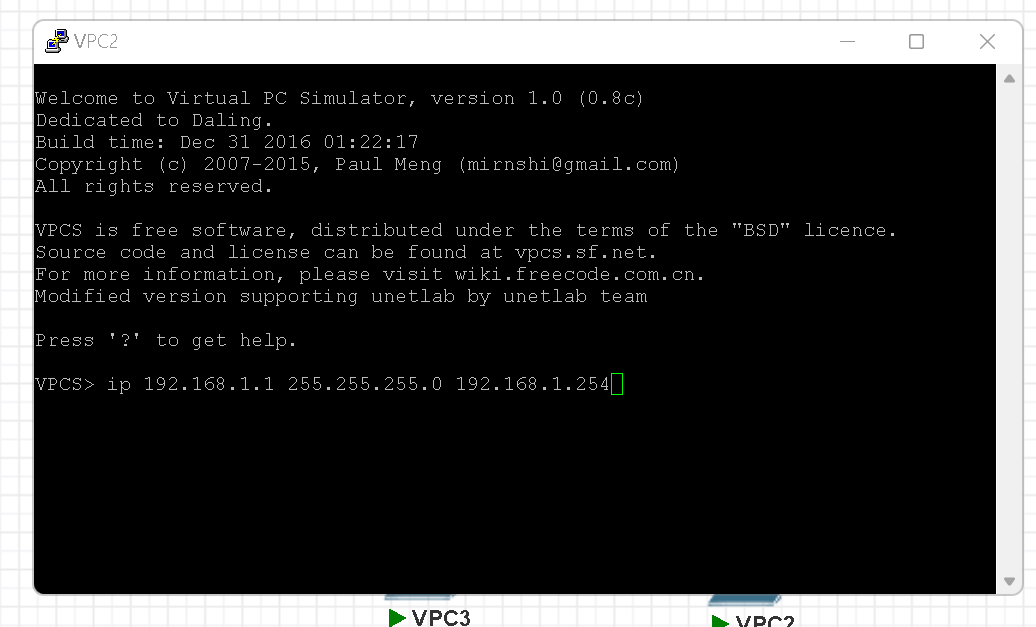 VPC2
Welcome to Virtual PC Simulator, version 1.0 (0.8c)
Dedicated to Daling.
Build time: Dec 31 2016 01:22:17
Copyright (c) 2007-2015, Paul Meng (mirnshi@gmail.com)
All rights reserved.
VPCS is free software, distributed under the terms of the "BSD" licence.
Source code and license can be found at vpcs.sf.net.
For more information, please visit wiki.freecode.com.cn.
Modified version supporting unetlab by unetlab team
Press '?' to get help.
VPCS> ip 192.168.1.1 255.255.255.0 192.168.1.254
VPC3
VPC2